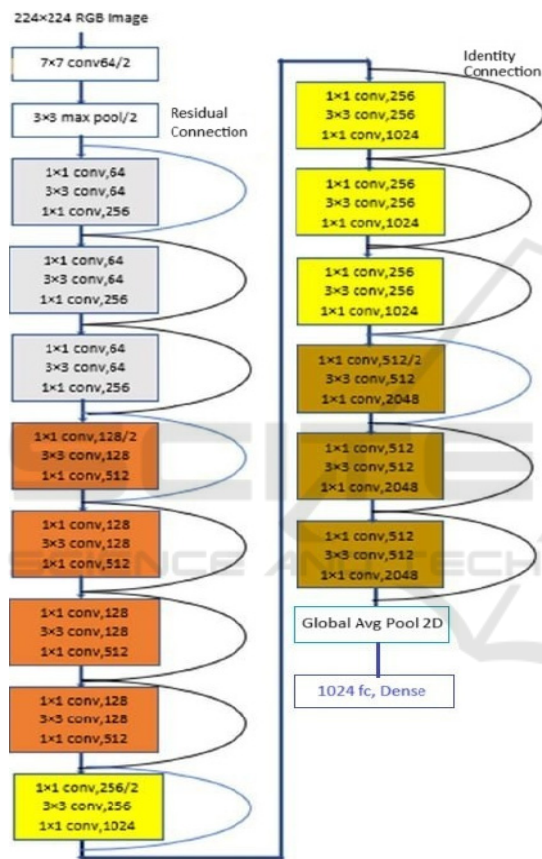 224×224 RGB Image
7×7 conv64/2
3×3 max pool/2
Residual
Connection
1×1 conv,64
3×3 conv,64
1×1 conv,256
1×1 conv,64
3×3 conv,64
1×1 conv,256
1×1 conv,64
3×3 conv,64
1×1 conv,256
1×1 conv,128/2
3×3 conv,128
1×1 conv,512
1×1 conv,128
3×3 conv,128
1×1 conv,512
1×1 conv,128
3×3 conv,128
1×1 conv,512
1×1 conv,128
3×3 conv,128
1×1 conv,512
1×1 conv,256/2
3×3 conv,256
1×1 conv,1024
Identity
Connection
1×1 conv,256
3×3 conv,256
1×1 conv,1024
1×1 conv,256
3×3 conv,256
1×1 conv,1024
1×1 conv,256
3×3 conv,256
1×1 conv,1024
1×1 conv,512/2
3×3 conv,512
1×1 conv,2048
1×1 conv,512
3×3 conv,512
1×1 conv,2048
1×1 conv,512
3×3 conv,512
1×1 conv,2048
Global Avg Pool 2D
1024 fc, Dense